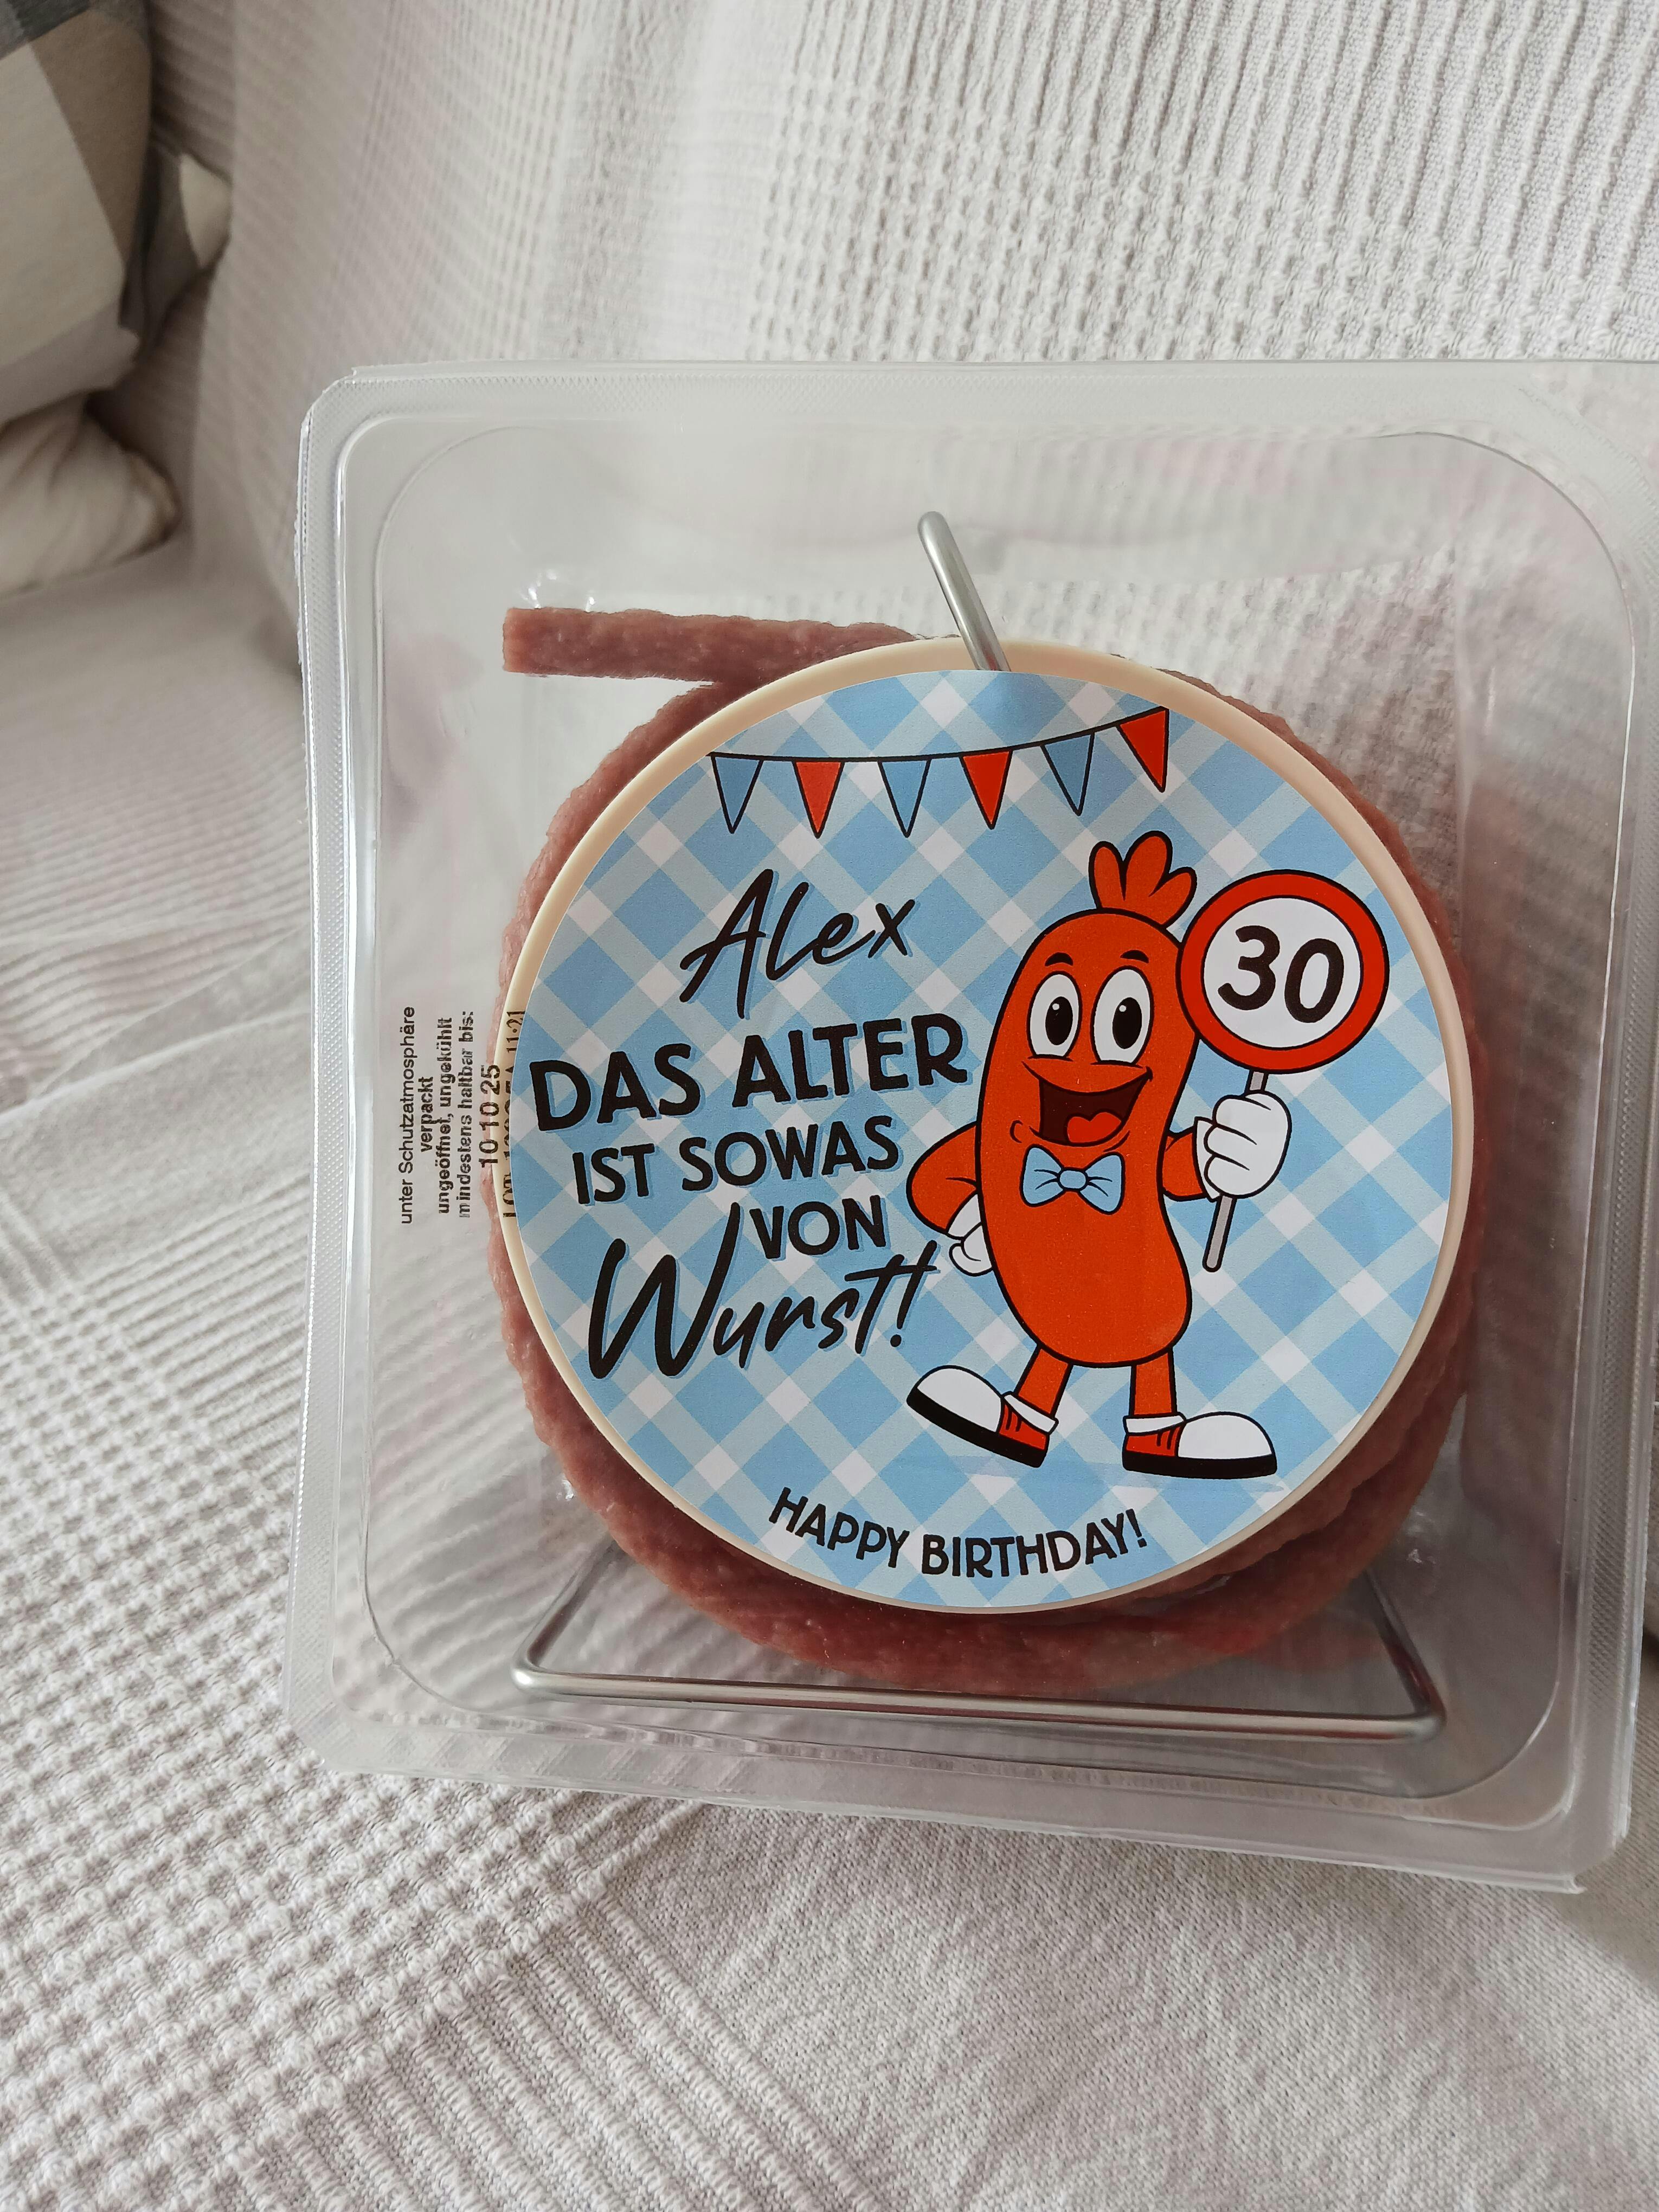 Alex
DAS ALTER
IST SOWAS
VON
Wurst!
30
HAPPY BIRTHDAY!
unter Schutzatmosphäre
verpackt
ungeöffnet, ungekühlt
mindestens haltbar bis:
10 10 25